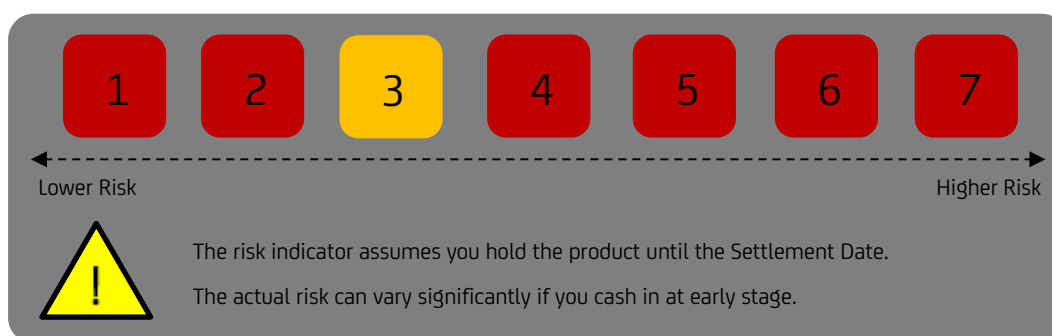 1 2 3 4 5 6 7
Lower Risk Higher Risk
!
The risk indicator assumes you hold the product until the Settlement Date.
The actual risk can vary significantly if you cash in at early stage.